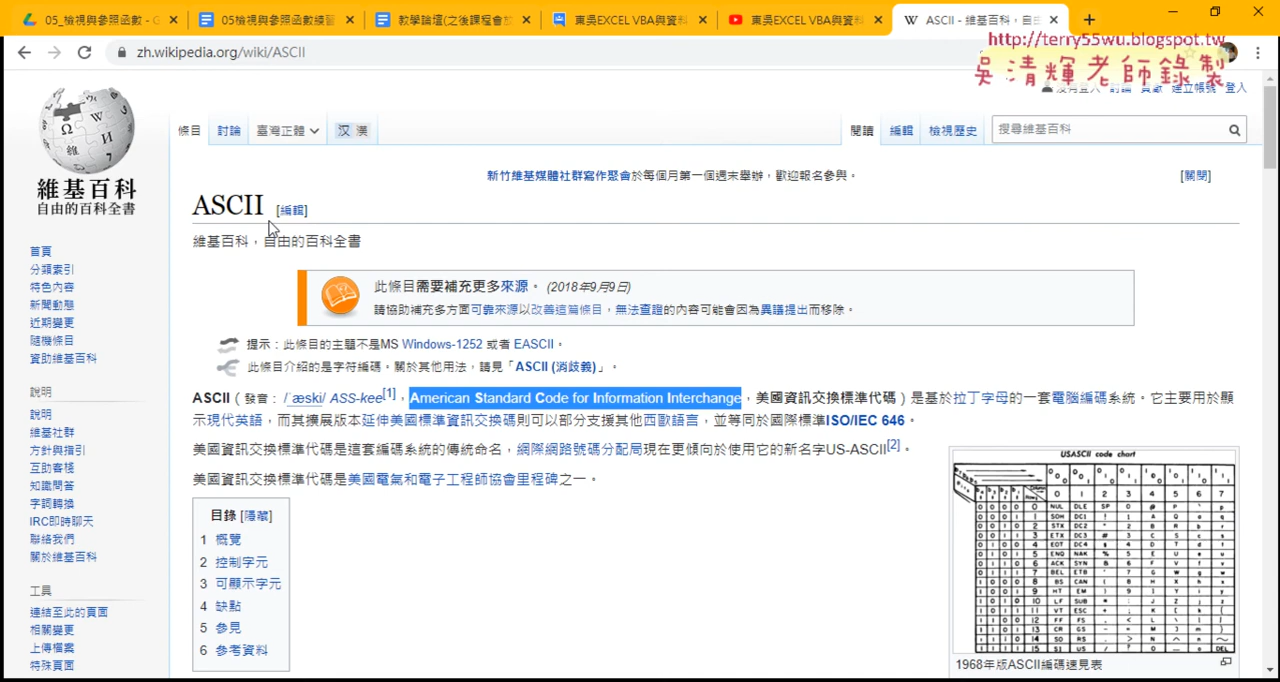 05_檢視與參照函數 - G
05檢視與參照函數練習
教學論壇(之後課程會放
東吳EXCEL VBA與資料
東吳EXCEL VBA與資料
ASCII - 維基百科，自由
http://terry55wu.blogspot.tw
吳清輝老師錄製
zh.wikipedia.org/wiki/ASCII
沒有登入 討論 貢獻 建立帳號 登入
條目 討論 臺灣正體 汉 漢
閱讀 編輯 檢視歷史 搜尋維基百科
維基百科
自由的百科全書
新竹維基媒體社群寫作聚會於每個月第一個週末舉辦，歡迎報名參與。 [關閉]
ASCII [編輯]
維基百科，自由的百科全書
首頁
分類索引
特色內容
新聞動態
近期變更
隨機條目
資助維基百科
說明
說明
維基社群
方針與指引
互助客棧
知識問答
字詞轉換
IRC即時聊天
聯絡我們
關於維基百科
工具
連結至此的頁面
相關變更
上傳檔案
特殊頁面
此條目需要補充更多來源。 (2018年9月9日)
請協助補充多方面可靠來源以改善這篇條目，無法查證的內容可能會因為異議提出而移除。
提示：此條目的主題不是MS Windows-1252 或者 EASCII。
此條目介紹的是字符編碼。關於其他用法，請見「ASCII (消歧義)」。
ASCII（發音：/ˈæski/ ASS-kee[1]，American Standard Code for Information Interchange，美國資訊交換標準代碼）是基於拉丁字母的一套電腦編碼系統。它主要用於顯
示現代英語，而其擴展版本延伸美國標準資訊交換碼則可以部分支援其他西歐語言，並等同於國際標準ISO/IEC 646。
美國資訊交換標準代碼是這套編碼系統的傳統命名，網際網路號碼分配局現在更傾向於使用它的新名字US-ASCII[2]。
美國資訊交換標準代碼是美國電氣和電子工程師協會里程碑之一。
目錄 [隱藏]
1 概覽
2 控制字元
3 可顯示字元
4 缺點
5 參見
6 參考資料
USASCII code chart
1968年版ASCII編碼速見表